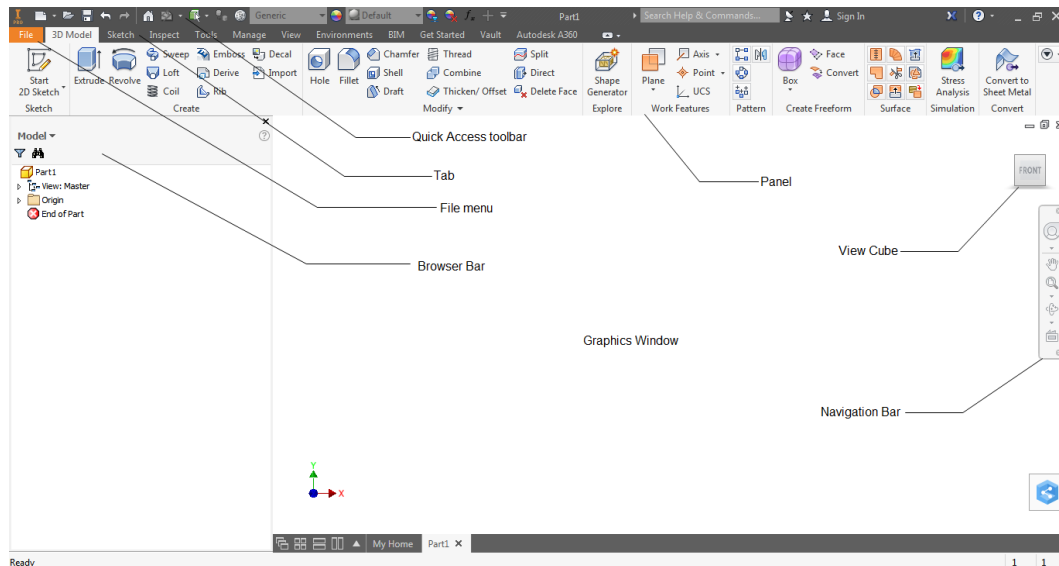 Generic Default Part1 Search Help & Commands... Sign In
File 3D Model Sketch Inspect Tools Manage View Environments BIM Get Started Vault Autodesk A360
Start 2D Sketch
Extrude Revolve
Sweep Emboss Decal
Loft Derive Import
Coil Rib
Hole Fillet
Chamfer Thread Split
Shell Combine Direct
Draft Thicken/ Offset Delete Face
Shape Generator
Plane
Axis
Point
UCS
Box
Face
Convert
Stress Analysis
Convert to Sheet Metal
Sketch Create Modify Explore Work Features Pattern Create Freeform Surface Simulation Convert
Model
Part1
View: Master
Origin
End of Part
Quick Access toolbar
Tab
File menu
Browser Bar
Panel
FRONT
View Cube
Graphics Window
Navigation Bar
Y
X
My Home Part1
Ready 1 1